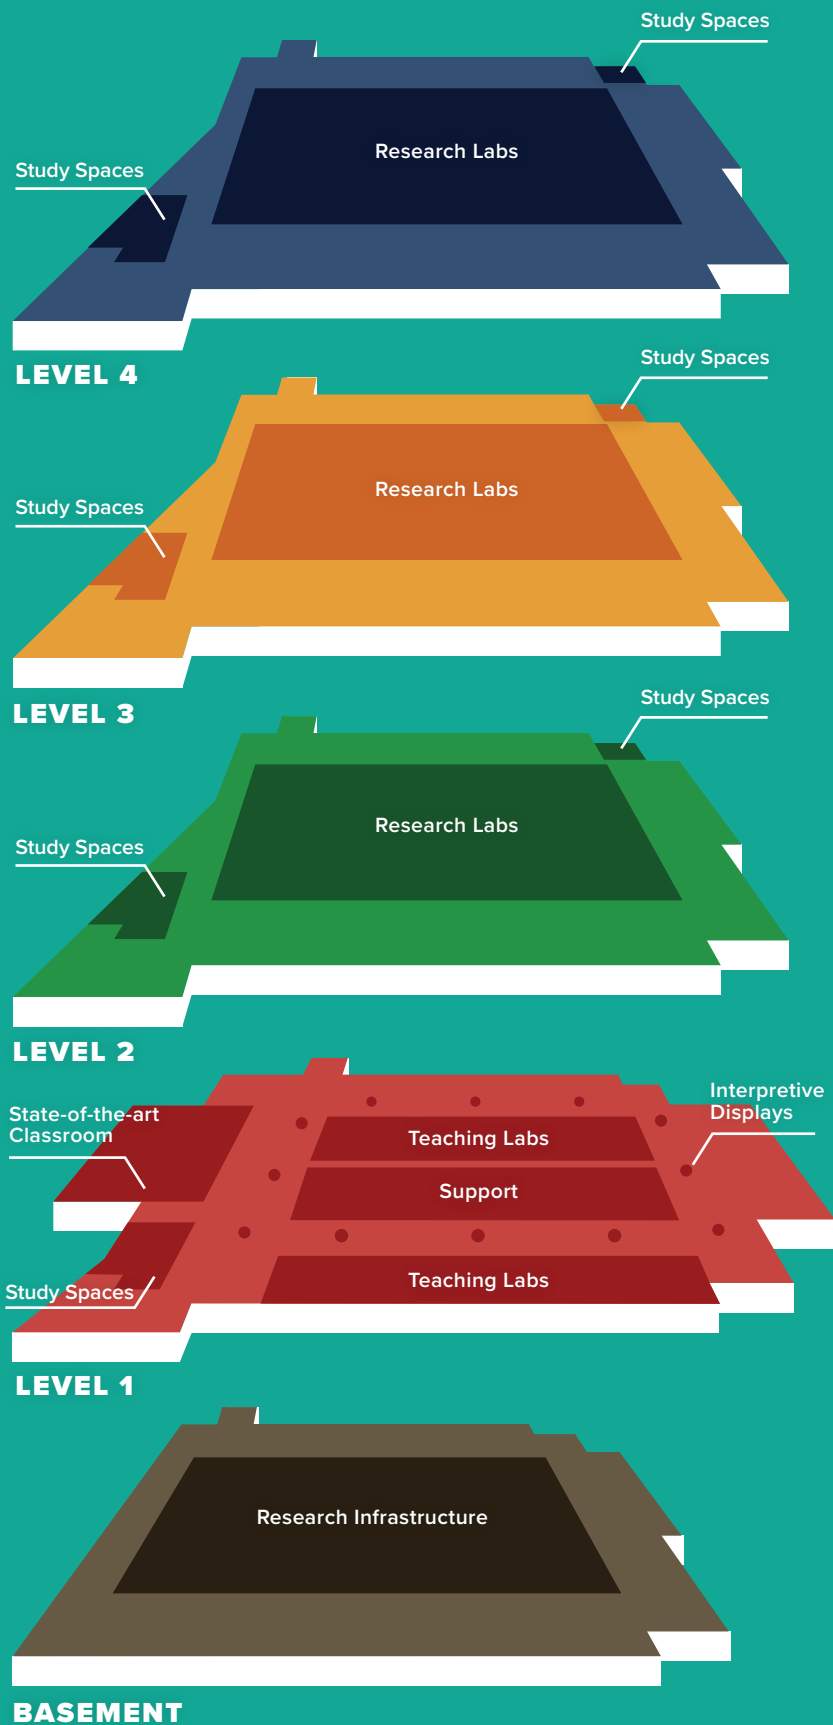 Study Spaces
Research Labs
Study Spaces
LEVEL 4
Study Spaces
Research Labs
Study Spaces
LEVEL 3
Study Spaces
Research Labs
Study Spaces
LEVEL 2
Interpretive
Displays
State-of-the-art
Classroom
Teaching Labs
Support
Teaching Labs
Study Spaces
LEVEL 1
Research Infrastructure
BASEMENT